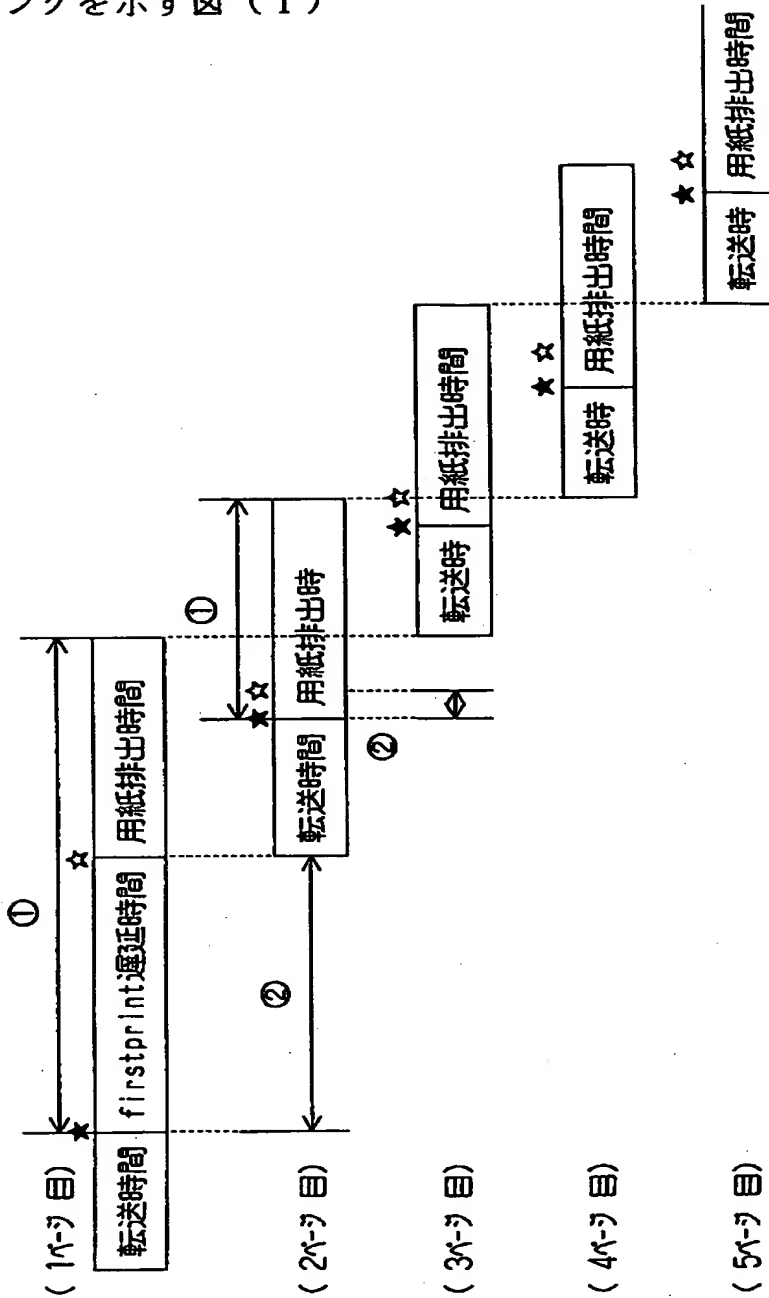 ングを示す図(1)
①
(1ページ目)
転送時間 firstprint遅延時間 用紙排出時間
★ ☆
②
①
(2ページ目)
転送時間 用紙排出時
★ ☆
②
(3ページ目)
転送時 用紙排出時間
★ ☆
(4ページ目)
転送時 用紙排出時間
★ ☆
(5ページ目)
転送時 用紙排出時間
★ ☆